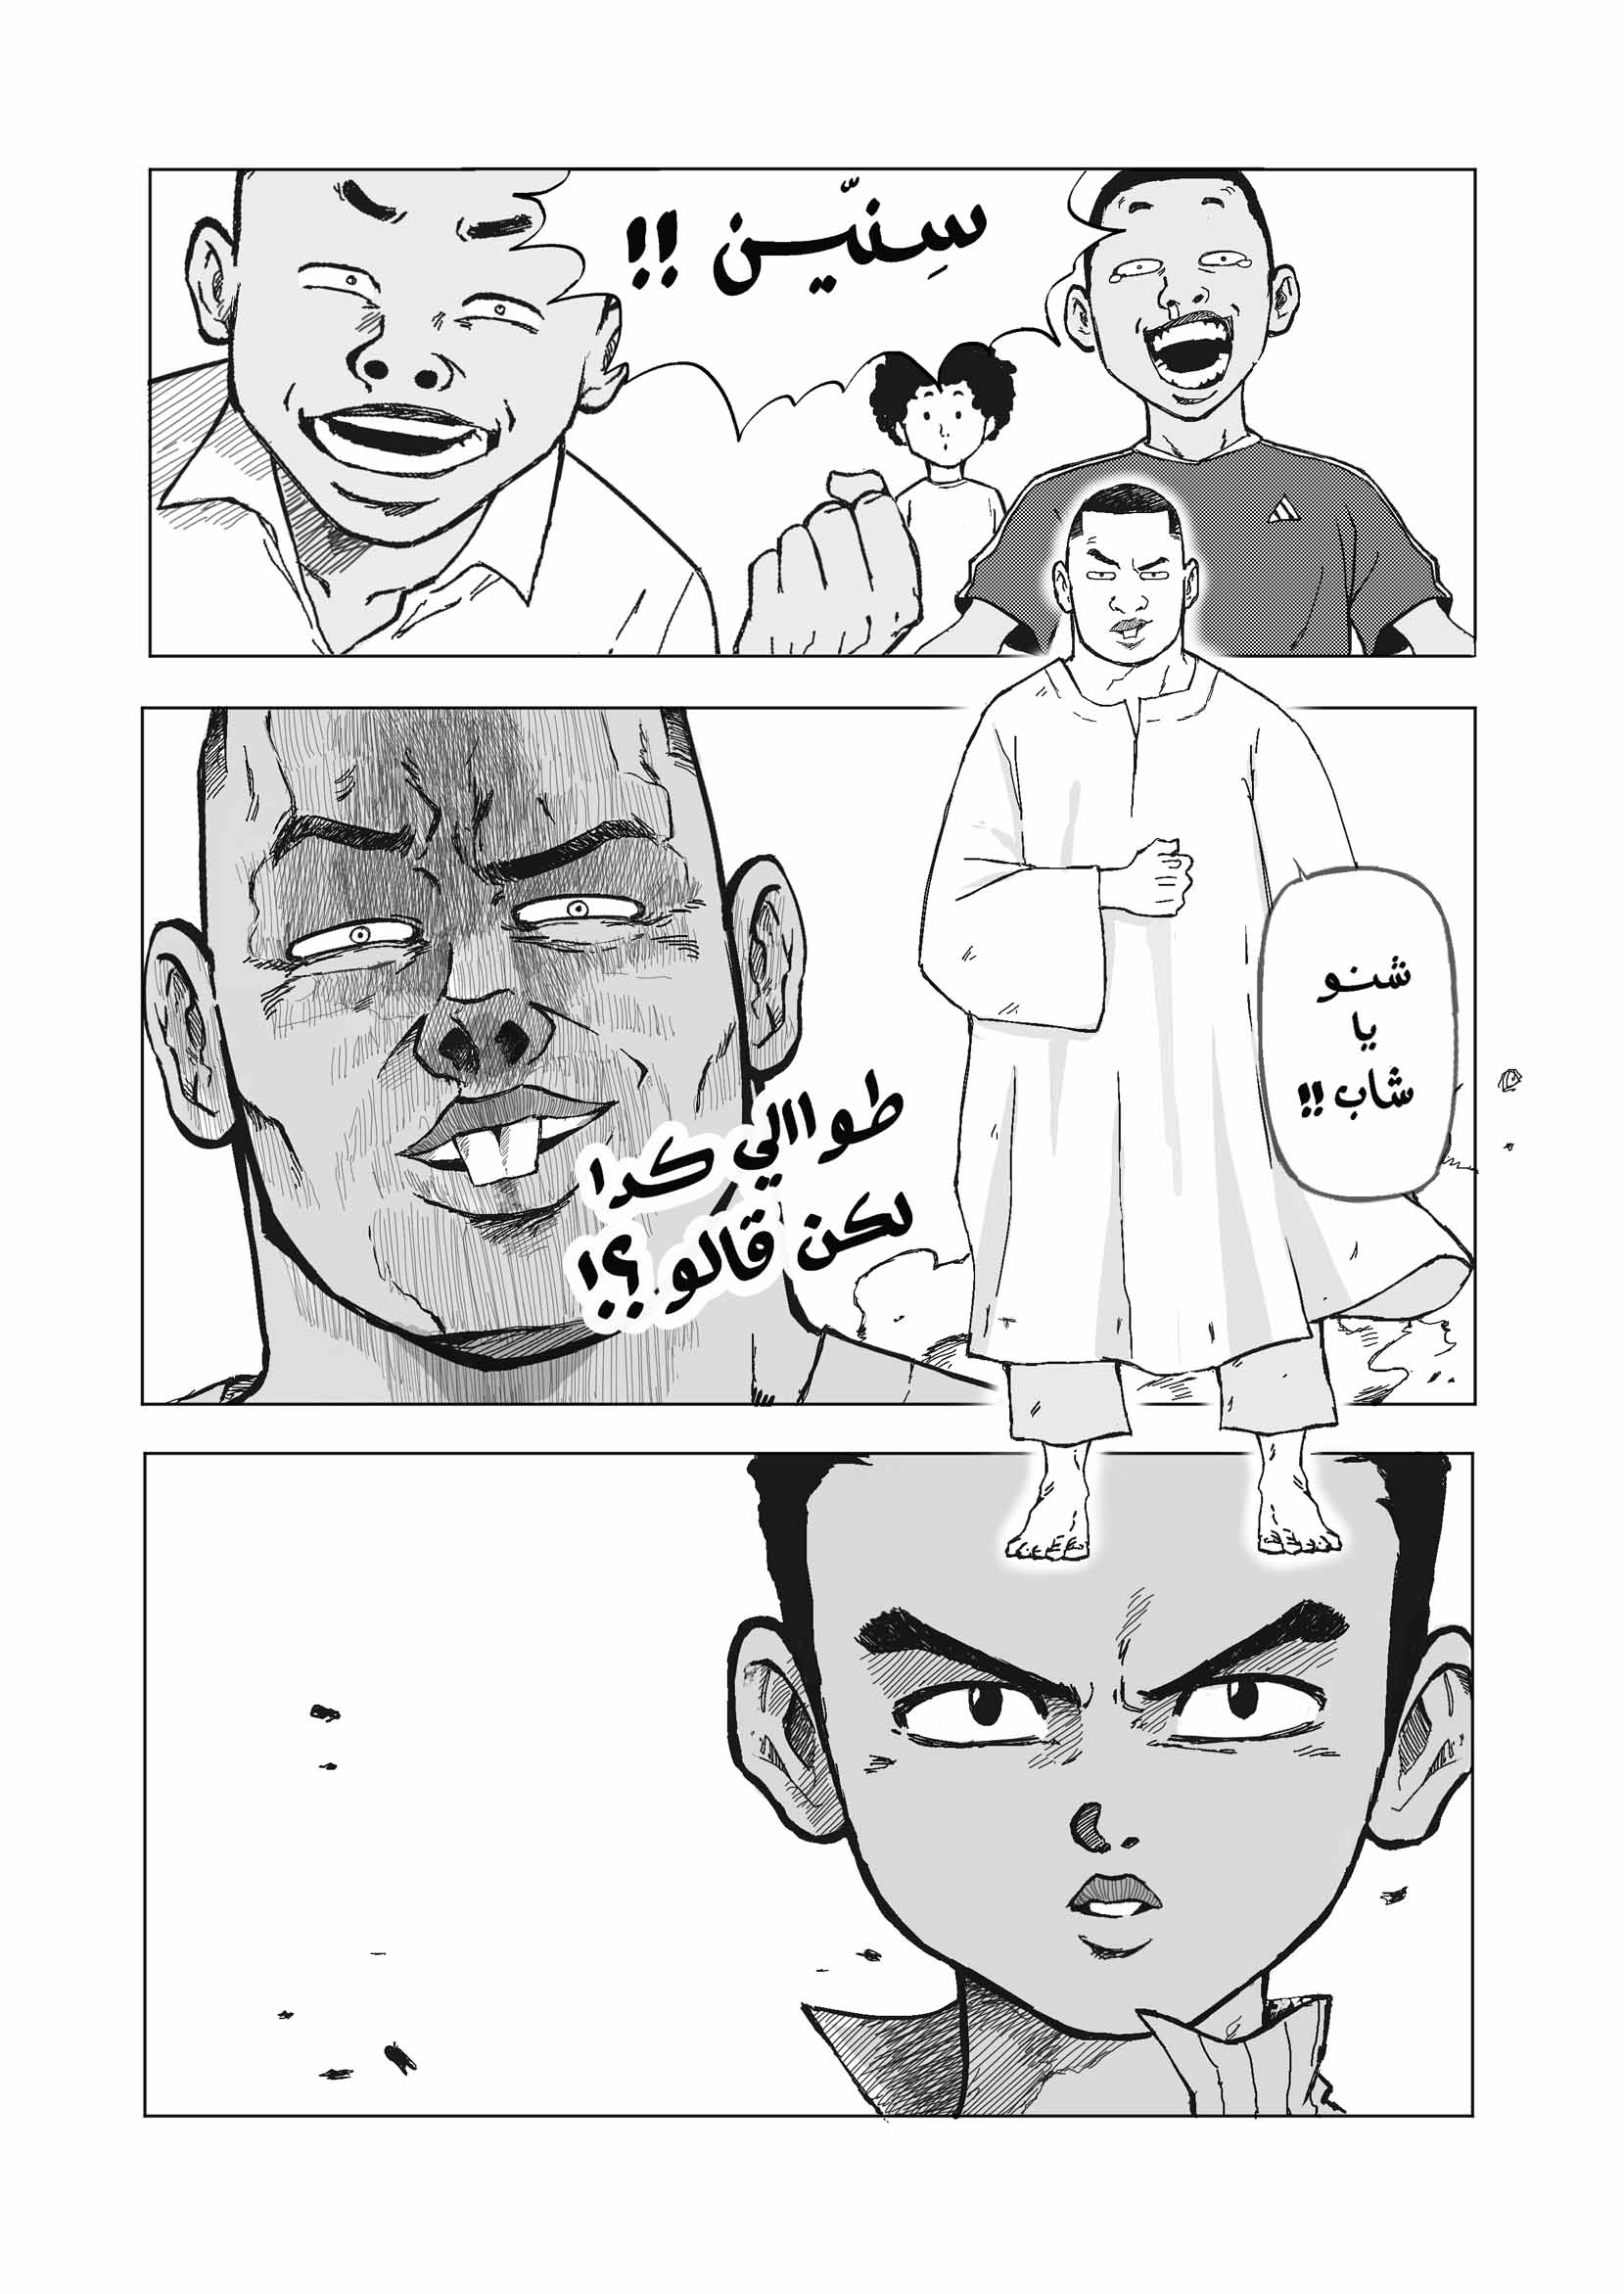 سِنّيـن !!
شنو
يا
شاب !!
طواالي كدا
لكن قالو ؟!